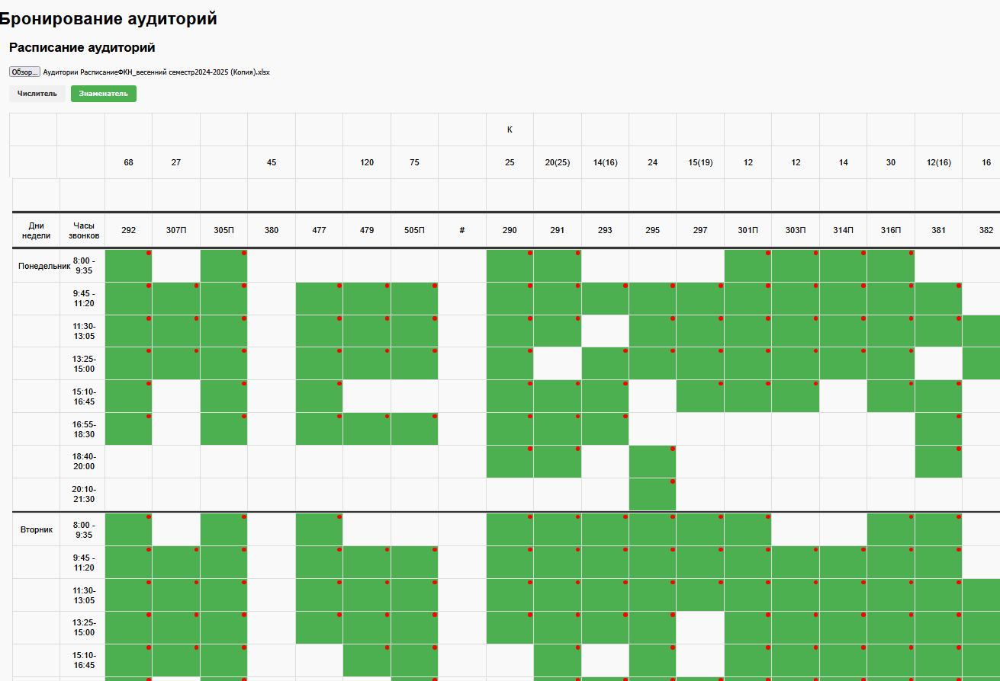 Бронирование аудиторий
Расписание аудиторий
Обзор... Аудитории РасписаниеФКН_весенний семестр2024-2025 (Копия).xlsx
Числитель Знаменатель
К
68 27 45 120 75 25 20(25) 14(16) 24 15(19) 12 12 14 30 12(16) 16
Дни недели Часы звонков 292 307П 305П 380 477 479 505П # 290 291 293 295 297 301П 303П 314П 316П 381 382
Понедельник 8:00 - 9:35
9:45 - 11:20
11:30- 13:05
13:25- 15:00
15:10- 16:45
16:55- 18:30
18:40- 20:00
20:10- 21:30
Вторник 8:00 - 9:35
9:45 - 11:20
11:30- 13:05
13:25- 15:00
15:10- 16:45